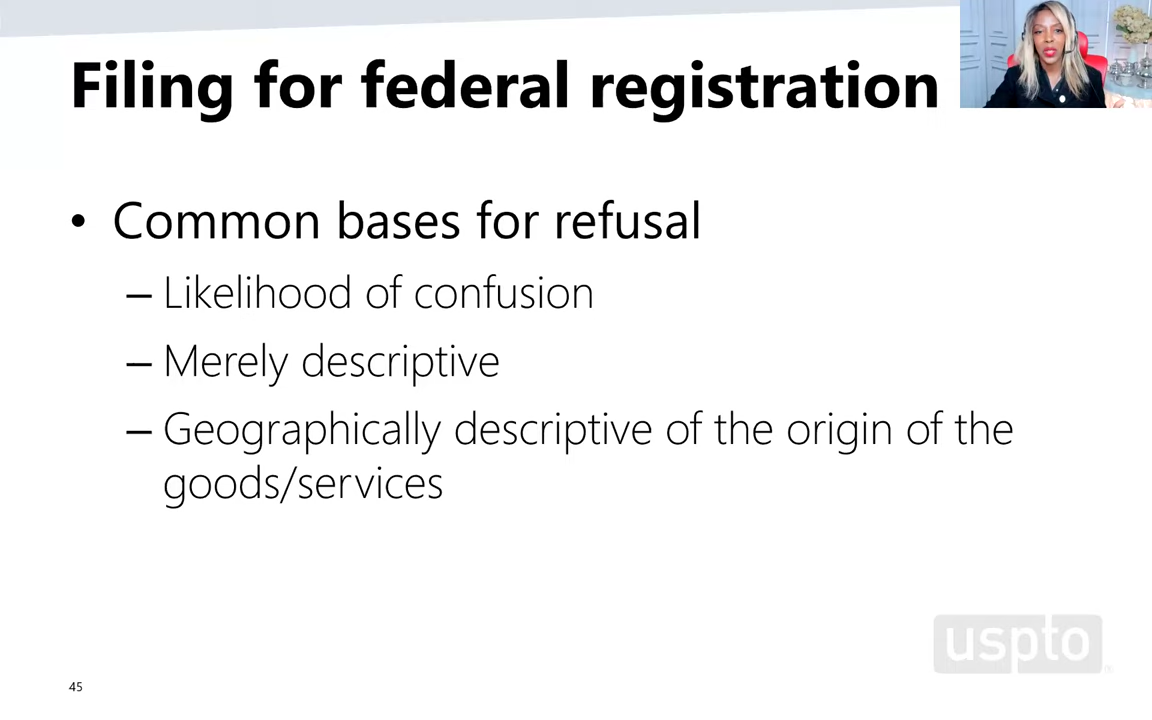 Filing for federal registration
• Common bases for refusal
– Likelihood of confusion
– Merely descriptive
– Geographically descriptive of the origin of the
goods/services
uspto
45